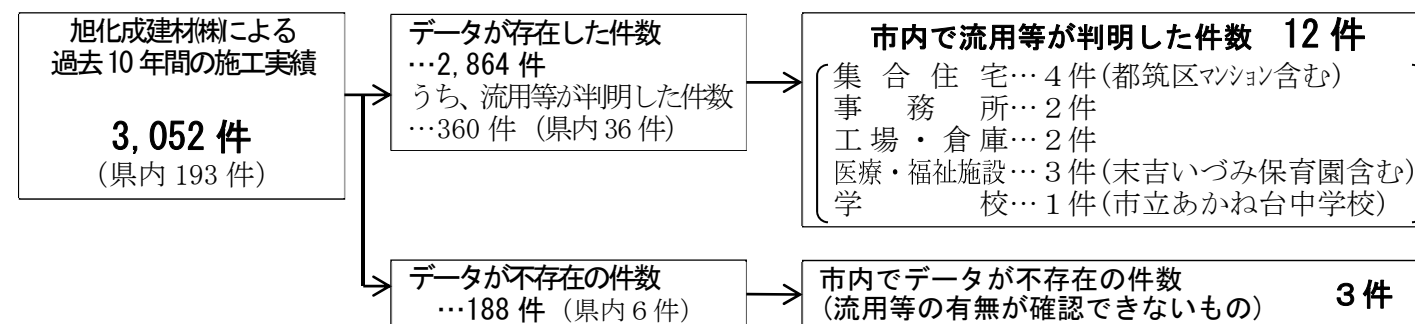 旭化成建材㈱による
過去10年間の施工実績
3,052件
（県内193件）
データが存在した件数
…2,864件
うち、流用等が判明した件数
…360件（県内36件）
市内で流用等が判明した件数　12件
集合住宅…４件(都筑区ﾏﾝｼｮﾝ含む)
事務所…２件
工場・倉庫…２件
医療・福祉施設…３件(末吉いづみ保育園含む)
学校…１件(市立あかね台中学校)
データが不存在の件数
…188件（県内６件）
市内でデータが不存在の件数
(流用等の有無が確認できないもの)　３件